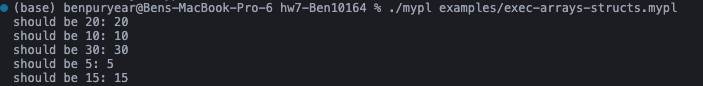 (base) benpuryear@Bens-MacBook-Pro-6 hw7-Ben10164 % ./mypl examples/exec-arrays-structs.mypl
should be 20: 20
should be 10: 10
should be 30: 30
should be 5: 5
should be 15: 15